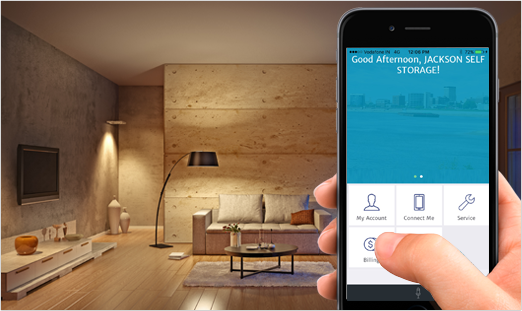 Vodafone IN 4G 12:06 PM 72%
Good Afternoon, JACKSON SELF
STORAGE!
My Account Connect Me Service
Billing